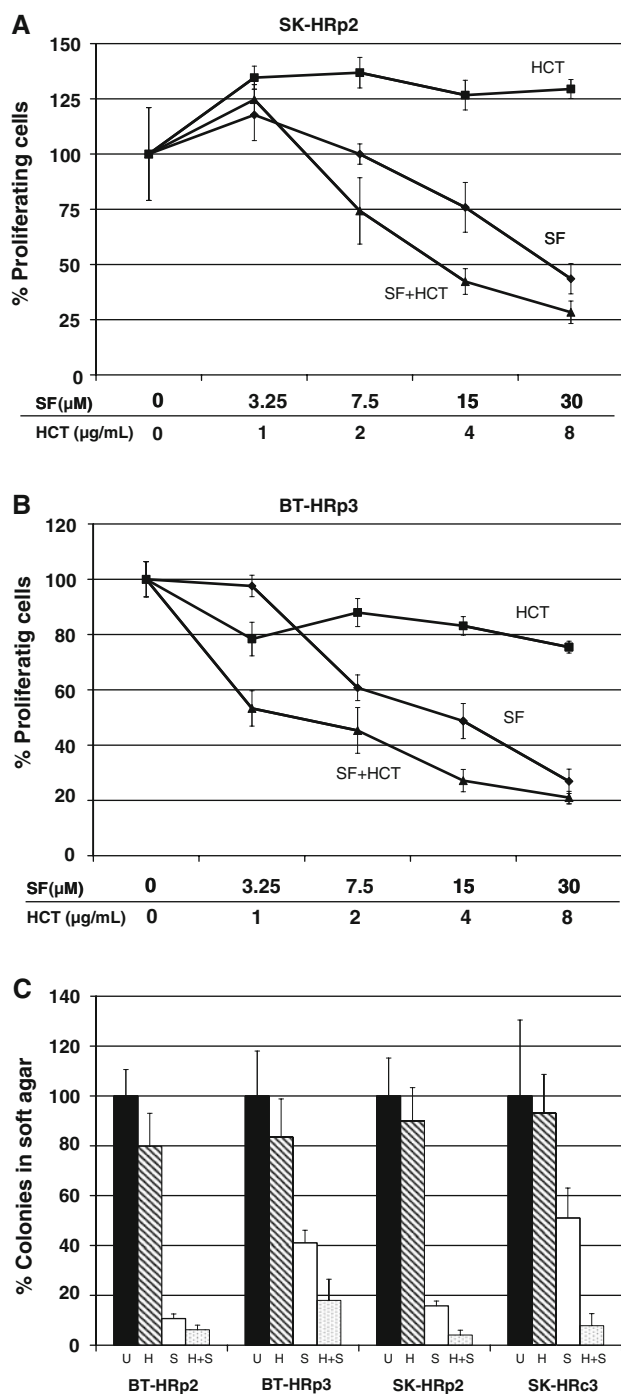 A
SK-HRp2
% Proliferating cells
150
125
100
75
50
25
0
HCT
SF
SF+HCT
SF(µM) 0 3.25 7.5 15 30
HCT (µg/mL) 0 1 2 4 8
B
BT-HRp3
% Proliferatig cells
120
100
80
60
40
20
0
HCT
SF
SF+HCT
SF(µM) 0 3.25 7.5 15 30
HCT (µg/mL) 0 1 2 4 8
C
% Colonies in soft agar
140
120
100
80
60
40
20
0
U H S H+S U H S H+S U H S H+S U H S H+S
BT-HRp2 BT-HRp3 SK-HRp2 SK-HRc3